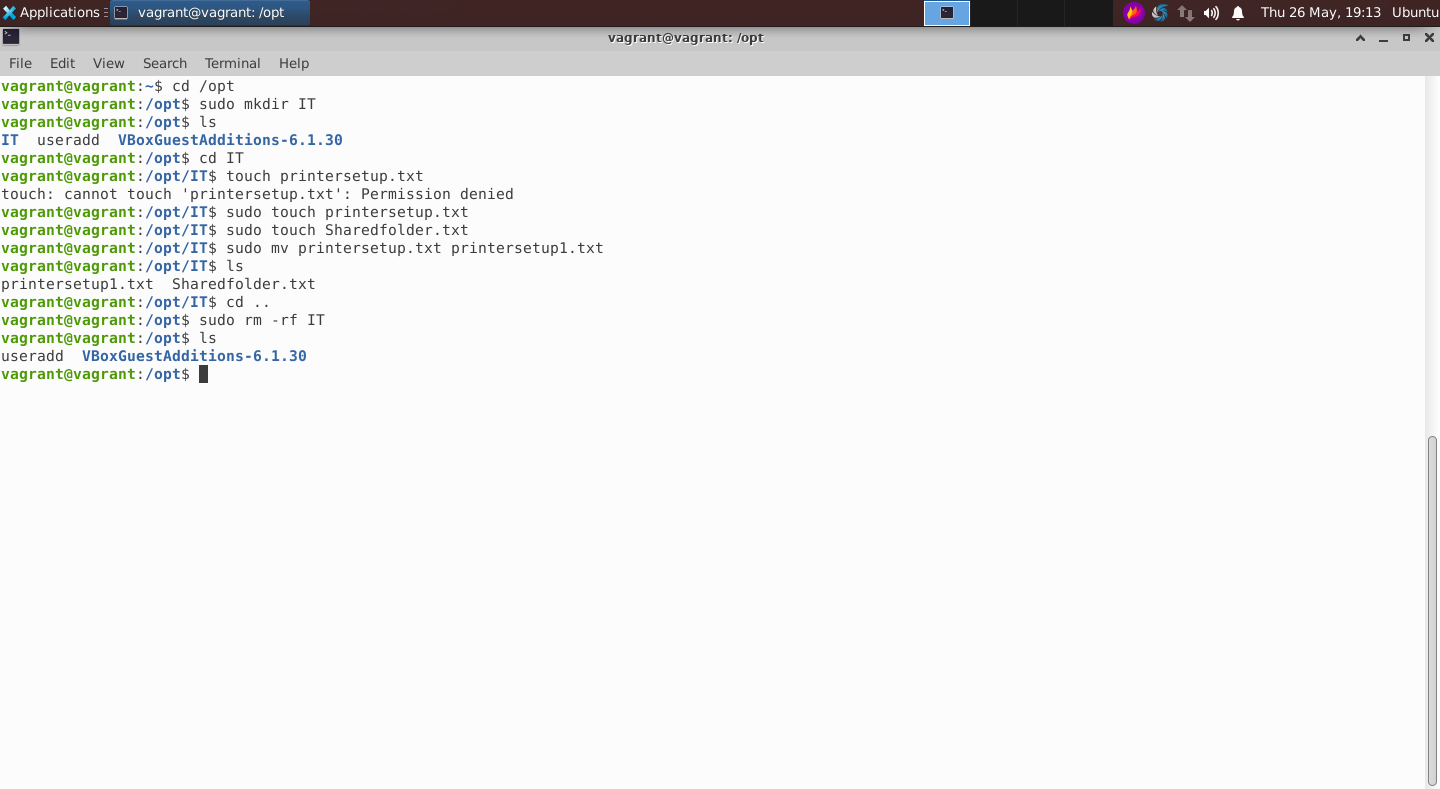 Applications
vagrant@vagrant: /opt
Thu 26 May, 19:13
Ubuntu
vagrant@vagrant: /opt
File Edit View Search Terminal Help
vagrant@vagrant:~$ cd /opt
vagrant@vagrant:/opt$ sudo mkdir IT
vagrant@vagrant:/opt$ ls
IT  useradd  VBoxGuestAdditions-6.1.30
vagrant@vagrant:/opt$ cd IT
vagrant@vagrant:/opt/IT$ touch printersetup.txt
touch: cannot touch 'printersetup.txt': Permission denied
vagrant@vagrant:/opt/IT$ sudo touch printersetup.txt
vagrant@vagrant:/opt/IT$ sudo touch Sharedfolder.txt
vagrant@vagrant:/opt/IT$ sudo mv printersetup.txt printersetup1.txt
vagrant@vagrant:/opt/IT$ ls
printersetup1.txt  Sharedfolder.txt
vagrant@vagrant:/opt/IT$ cd ..
vagrant@vagrant:/opt$ sudo rm -rf IT
vagrant@vagrant:/opt$ ls
useradd  VBoxGuestAdditions-6.1.30
vagrant@vagrant:/opt$